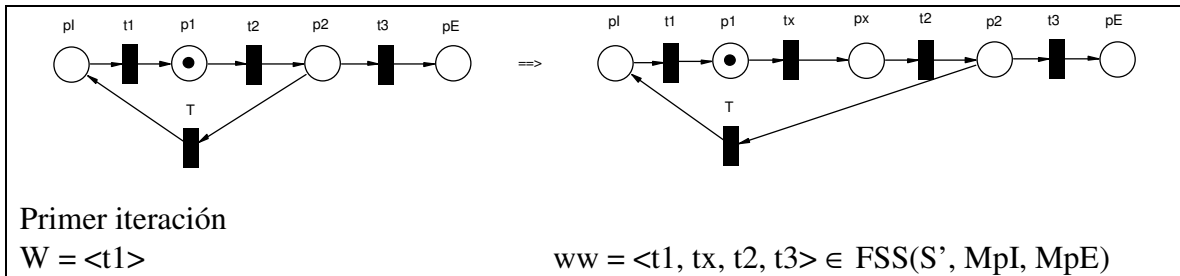 pI t1 p1 t2 p2 t3 pE
T
==>
pI t1 p1 tx px t2 p2 t3 pE
T
Primer iteración
W = <t1>
ww = <t1, tx, t2, t3> ∈ FSS(S’, MpI, MpE)